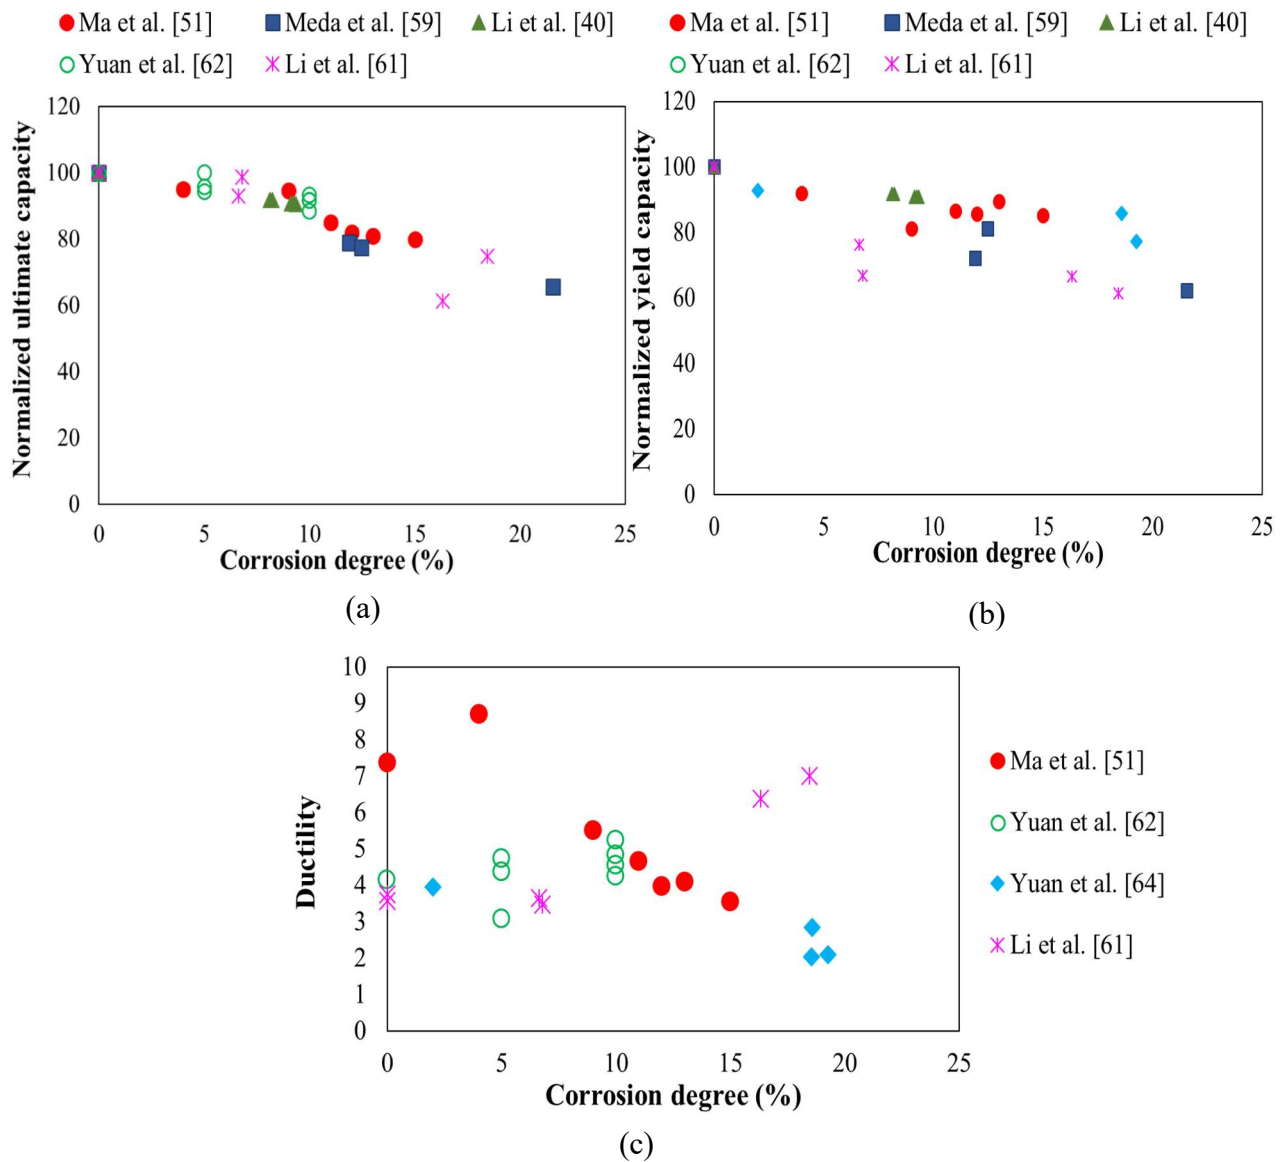 Ma et al. [51] Meda et al. [59] Li et al. [40]
Yuan et al. [62] Li et al. [61]
Normalized ultimate capacity
120
100
80
60
40
20
0
0 5 10 15 20 25
Corrosion degree (%)
(a)
Ma et al. [51] Meda et al. [59] Li et al. [40]
Yuan et al. [62] Li et al. [61]
Normalized yield capacity
120
100
80
60
40
20
0
0 5 10 15 20 25
Corrosion degree (%)
(b)
Ductility
10
9
8
7
6
5
4
3
2
1
0
0 5 10 15 20 25
Corrosion degree (%)
Ma et al. [51]
Yuan et al. [62]
Yuan et al. [64]
Li et al. [61]
(c)